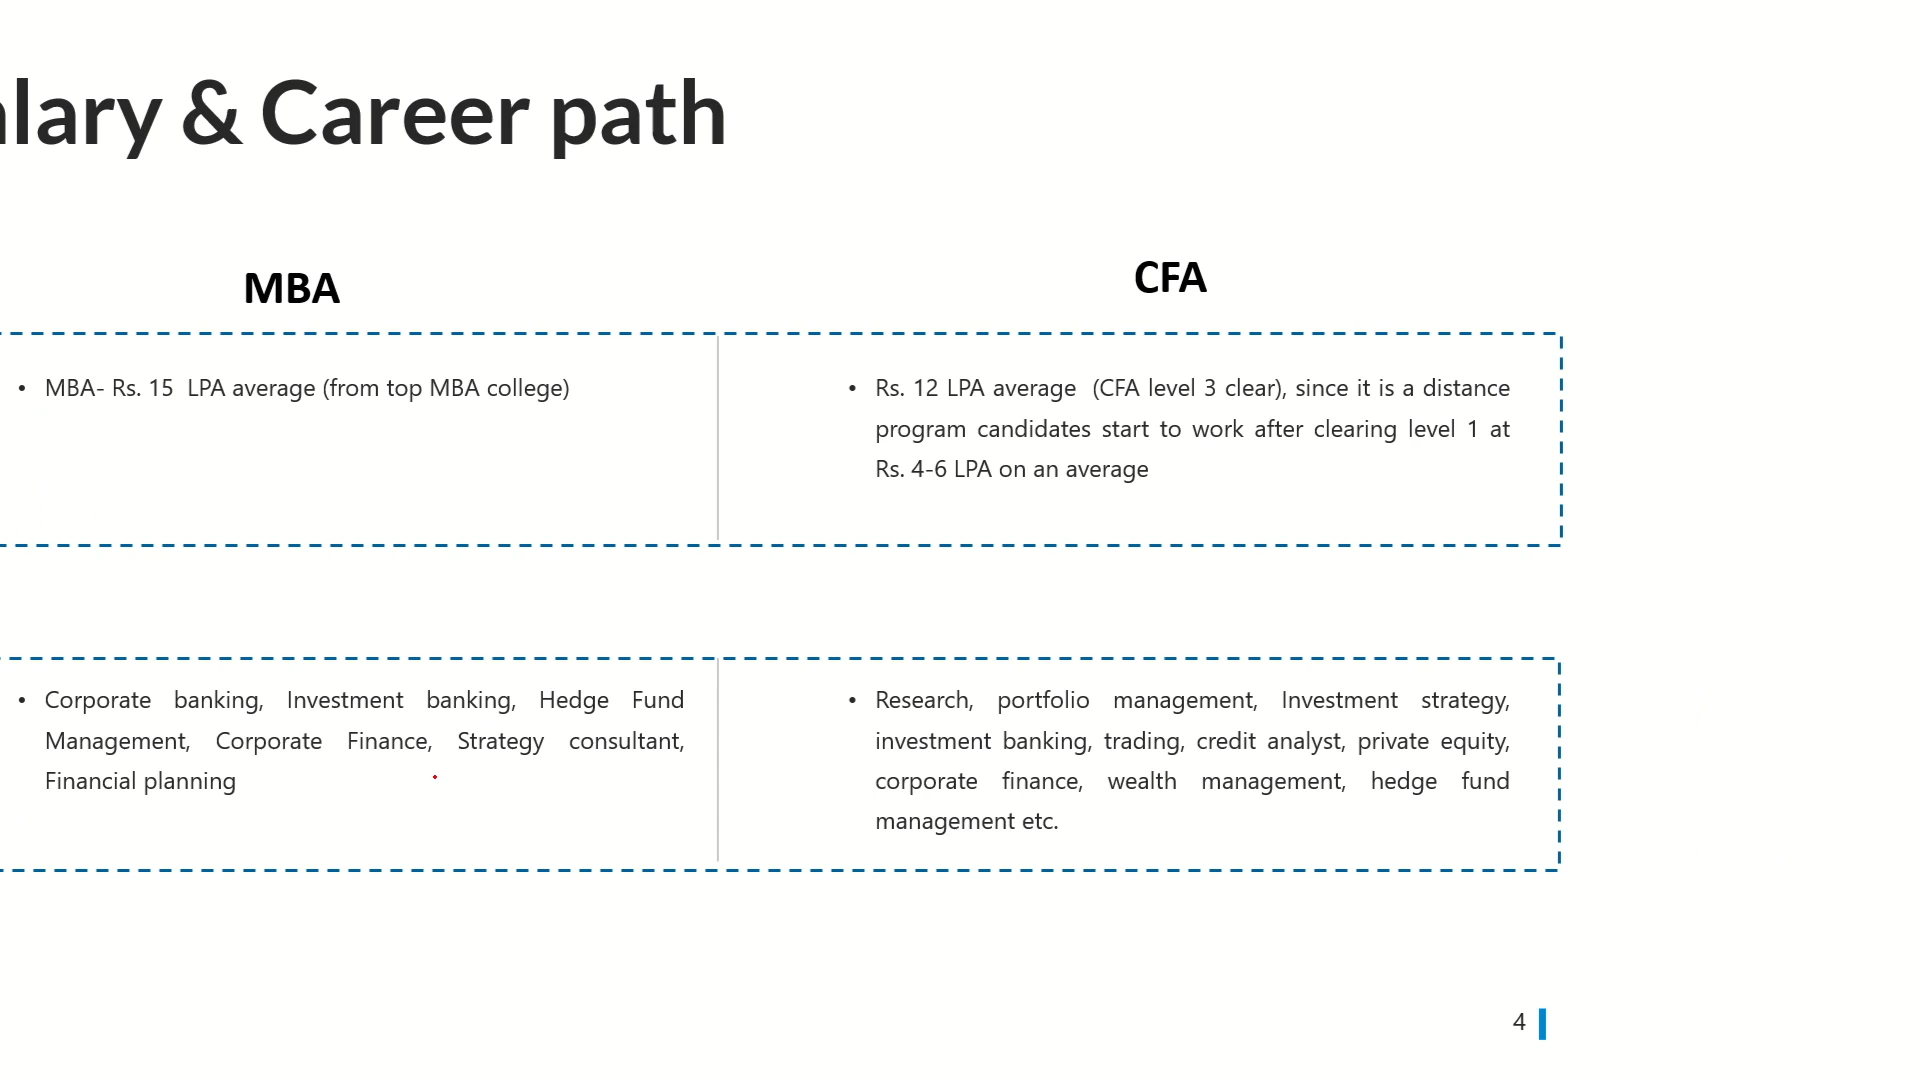 alary & Career path
MBA
CFA
• MBA- Rs. 15 LPA average (from top MBA college)
• Rs. 12 LPA average (CFA level 3 clear), since it is a distance
program candidates start to work after clearing level 1 at
Rs. 4-6 LPA on an average
• Corporate banking, Investment banking, Hedge Fund
Management, Corporate Finance, Strategy consultant,
Financial planning
• Research, portfolio management, Investment strategy,
investment banking, trading, credit analyst, private equity,
corporate finance, wealth management, hedge fund
management etc.
4